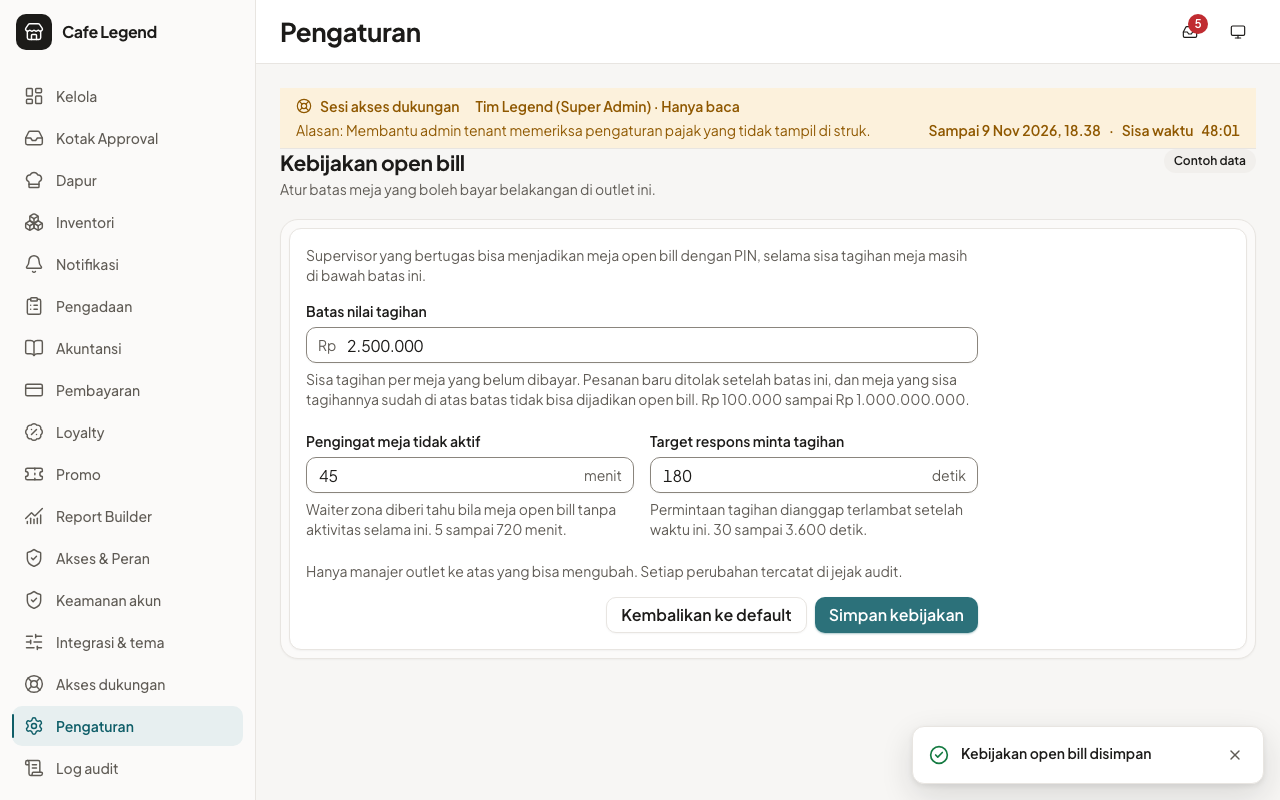 Cafe Legend
Kelola
Kotak Approval
Dapur
Inventori
Notifikasi
Pengadaan
Akuntansi
Pembayaran
Loyalty
Promo
Report Builder
Akses & Peran
Keamanan akun
Integrasi & tema
Akses dukungan
Pengaturan
Log audit
Pengaturan
5
Sesi akses dukungan Tim Legend (Super Admin) · Hanya baca
Alasan: Membantu admin tenant memeriksa pengaturan pajak yang tidak tampil di struk. Sampai 9 Nov 2026, 18.38 · Sisa waktu 48:01
Kebijakan open bill
Contoh data
Atur batas meja yang boleh bayar belakangan di outlet ini.
Supervisor yang bertugas bisa menjadikan meja open bill dengan PIN, selama sisa tagihan meja masih
di bawah batas ini.
Batas nilai tagihan
Rp 2.500.000
Sisa tagihan per meja yang belum dibayar. Pesanan baru ditolak setelah batas ini, dan meja yang sisa
tagihannya sudah di atas batas tidak bisa dijadikan open bill. Rp 100.000 sampai Rp 1.000.000.000.
Pengingat meja tidak aktif
45 menit
Waiter zona diberi tahu bila meja open bill tanpa
aktivitas selama ini. 5 sampai 720 menit.
Target respons minta tagihan
180 detik
Permintaan tagihan dianggap terlambat setelah
waktu ini. 30 sampai 3.600 detik.
Hanya manajer outlet ke atas yang bisa mengubah. Setiap perubahan tercatat di jejak audit.
Kembalikan ke default
Simpan kebijakan
Kebijakan open bill disimpan